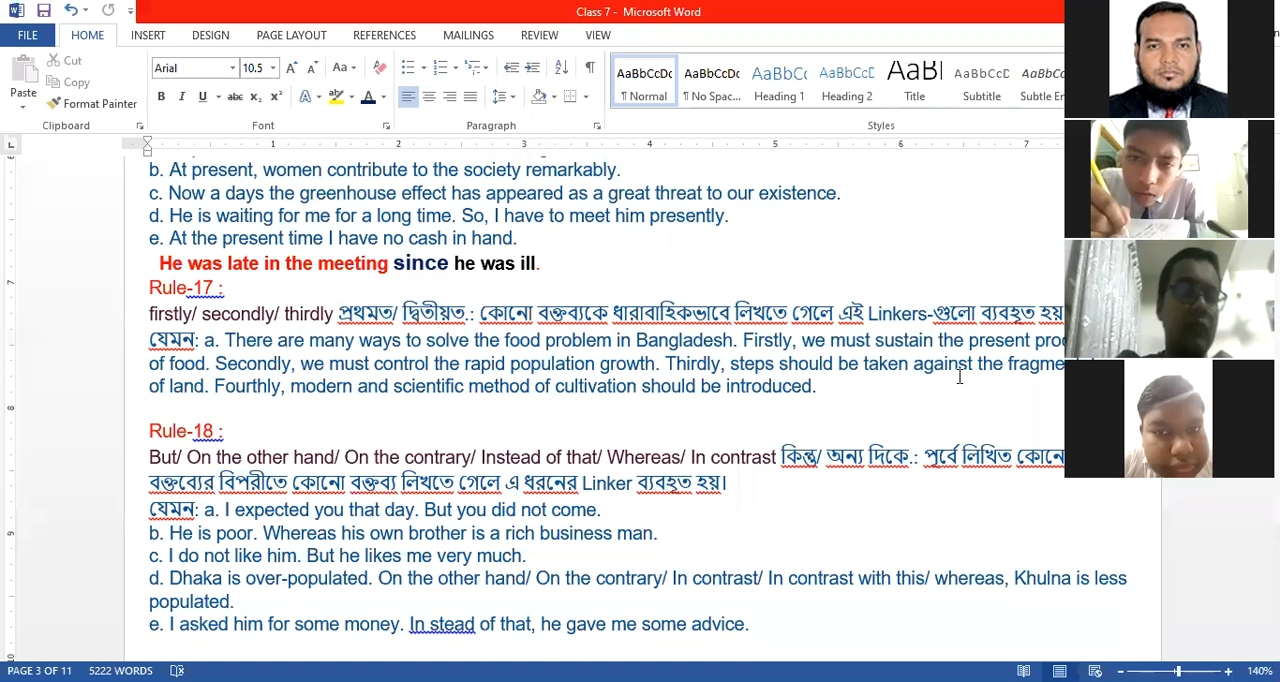 Class 7 - Microsoft Word
FILE HOME INSERT DESIGN PAGE LAYOUT REFERENCES MAILINGS REVIEW VIEW
Cut
Copy
Format Painter
Paste
Arial 10.5
AaBbCcDc AaBbCcDc AaBbCc AaBbCc AaB AaBbCcD
¶ Normal ¶ No Spac... Heading 1 Heading 2 Title Subtitle Subtle Em
Clipboard Font Paragraph Styles
b. At present, women contribute to the society remarkably.
c. Now a days the greenhouse effect has appeared as a great threat to our existence.
d. He is waiting for me for a long time. So, I have to meet him presently.
e. At the present time I have no cash in hand.
He was late in the meeting since he was ill.
Rule-17 :
firstly/ secondly/ thirdly প্রথমত/ দ্বিতীয়ত.: কোনো বক্তব্যকে ধারাবাহিকভাবে লিখতে গেলে এই Linkers-গুলো ব্যবহৃত হয়
যেমন: a. There are many ways to solve the food problem in Bangladesh. Firstly, we must sustain the present pro
of food. Secondly, we must control the rapid population growth. Thirdly, steps should be taken against the fragme
of land. Fourthly, modern and scientific method of cultivation should be introduced.
Rule-18 :
But/ On the other hand/ On the contrary/ Instead of that/ Whereas/ In contrast কিন্তু/ অন্য দিকে.: পূর্বে লিখিত কোনো
বক্তব্যের বিপরীতে কোনো বক্তব্য লিখতে গেলে এ ধরনের Linker ব্যবহৃত হয়।
যেমন: a. I expected you that day. But you did not come.
b. He is poor. Whereas his own brother is a rich business man.
c. I do not like him. But he likes me very much.
d. Dhaka is over-populated. On the other hand/ On the contrary/ In contrast/ In contrast with this/ whereas, Khulna is less
populated.
e. I asked him for some money. In stead of that, he gave me some advice.
PAGE 3 OF 11 5222 WORDS 140%